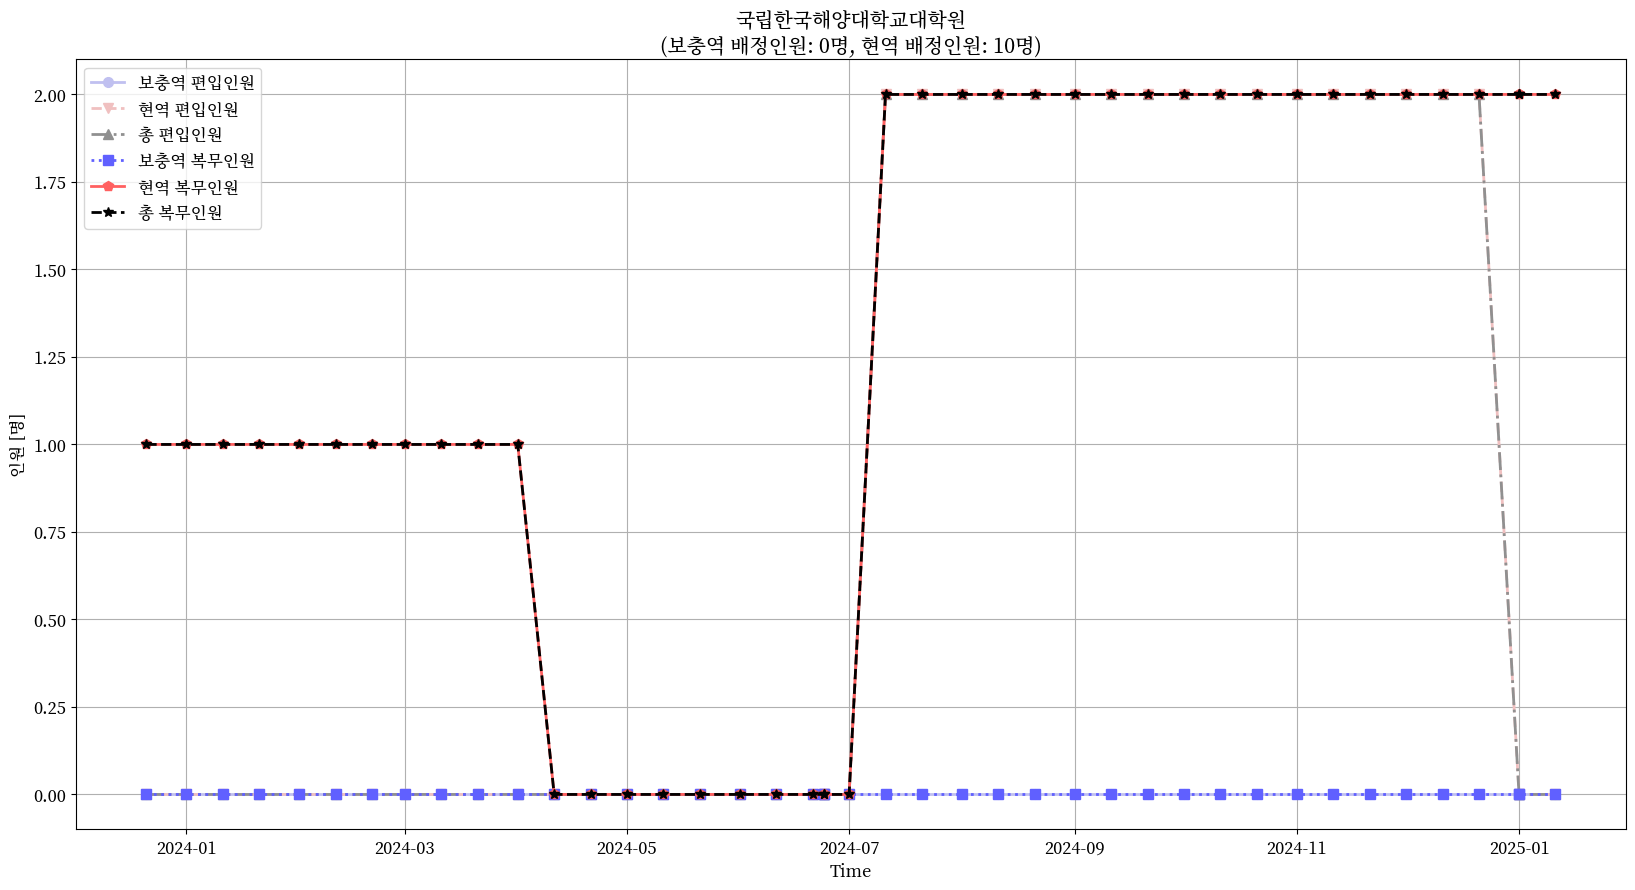 국립한국해양대학교대학원
(보충역 배정인원: 0명, 현역 배정인원: 10명)
보충역 편입인원
현역 편입인원
총 편입인원
보충역 복무인원
현역 복무인원
총 복무인원
2.00
1.75
1.50
1.25
1.00
0.75
0.50
0.25
0.00
인원 [명]
2024-01
2024-03
2024-05
2024-07
2024-09
2024-11
2025-01
Time